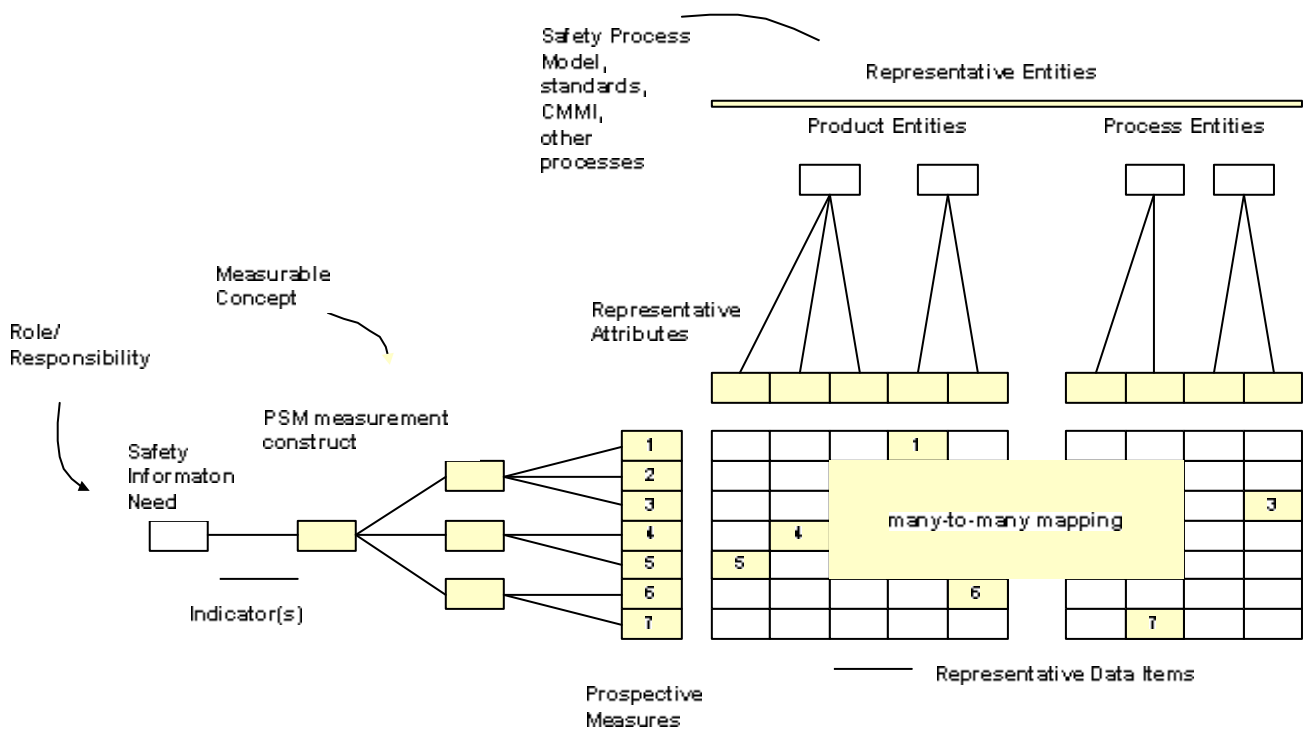 Safety Process
Model,
standards,
CMMI,
other
processes
Representative Entities
Product Entities
Process Entities
Measurable
Concept
Representative
Attributes
Role/
Responsibility
PSM measurement
construct
Safety
Informaton
Need
Indicator(s)
1
2
3
4
5
6
7
1
3
many-to-many mapping
4
5
6
7
Representative Data Items
Prospective
Measures